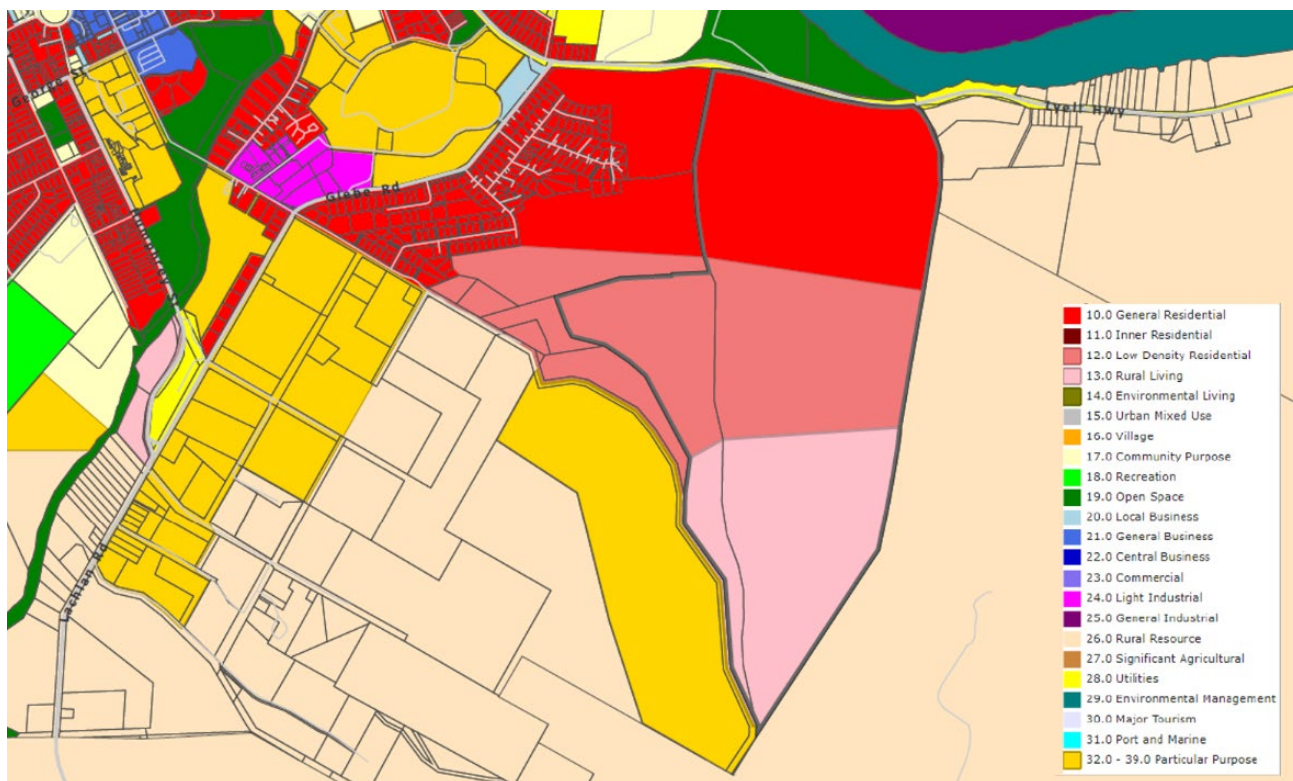 George St
Lyell Hwy
Glebe Rd
Humphrey St
Lachlan Rd
10.0 General Residential
11.0 Inner Residential
12.0 Low Density Residential
13.0 Rural Living
14.0 Environmental Living
15.0 Urban Mixed Use
16.0 Village
17.0 Community Purpose
18.0 Recreation
19.0 Open Space
20.0 Local Business
21.0 General Business
22.0 Central Business
23.0 Commercial
24.0 Light Industrial
25.0 General Industrial
26.0 Rural Resource
27.0 Significant Agricultural
28.0 Utilities
29.0 Environmental Management
30.0 Major Tourism
31.0 Port and Marine
32.0 - 39.0 Particular Purpose